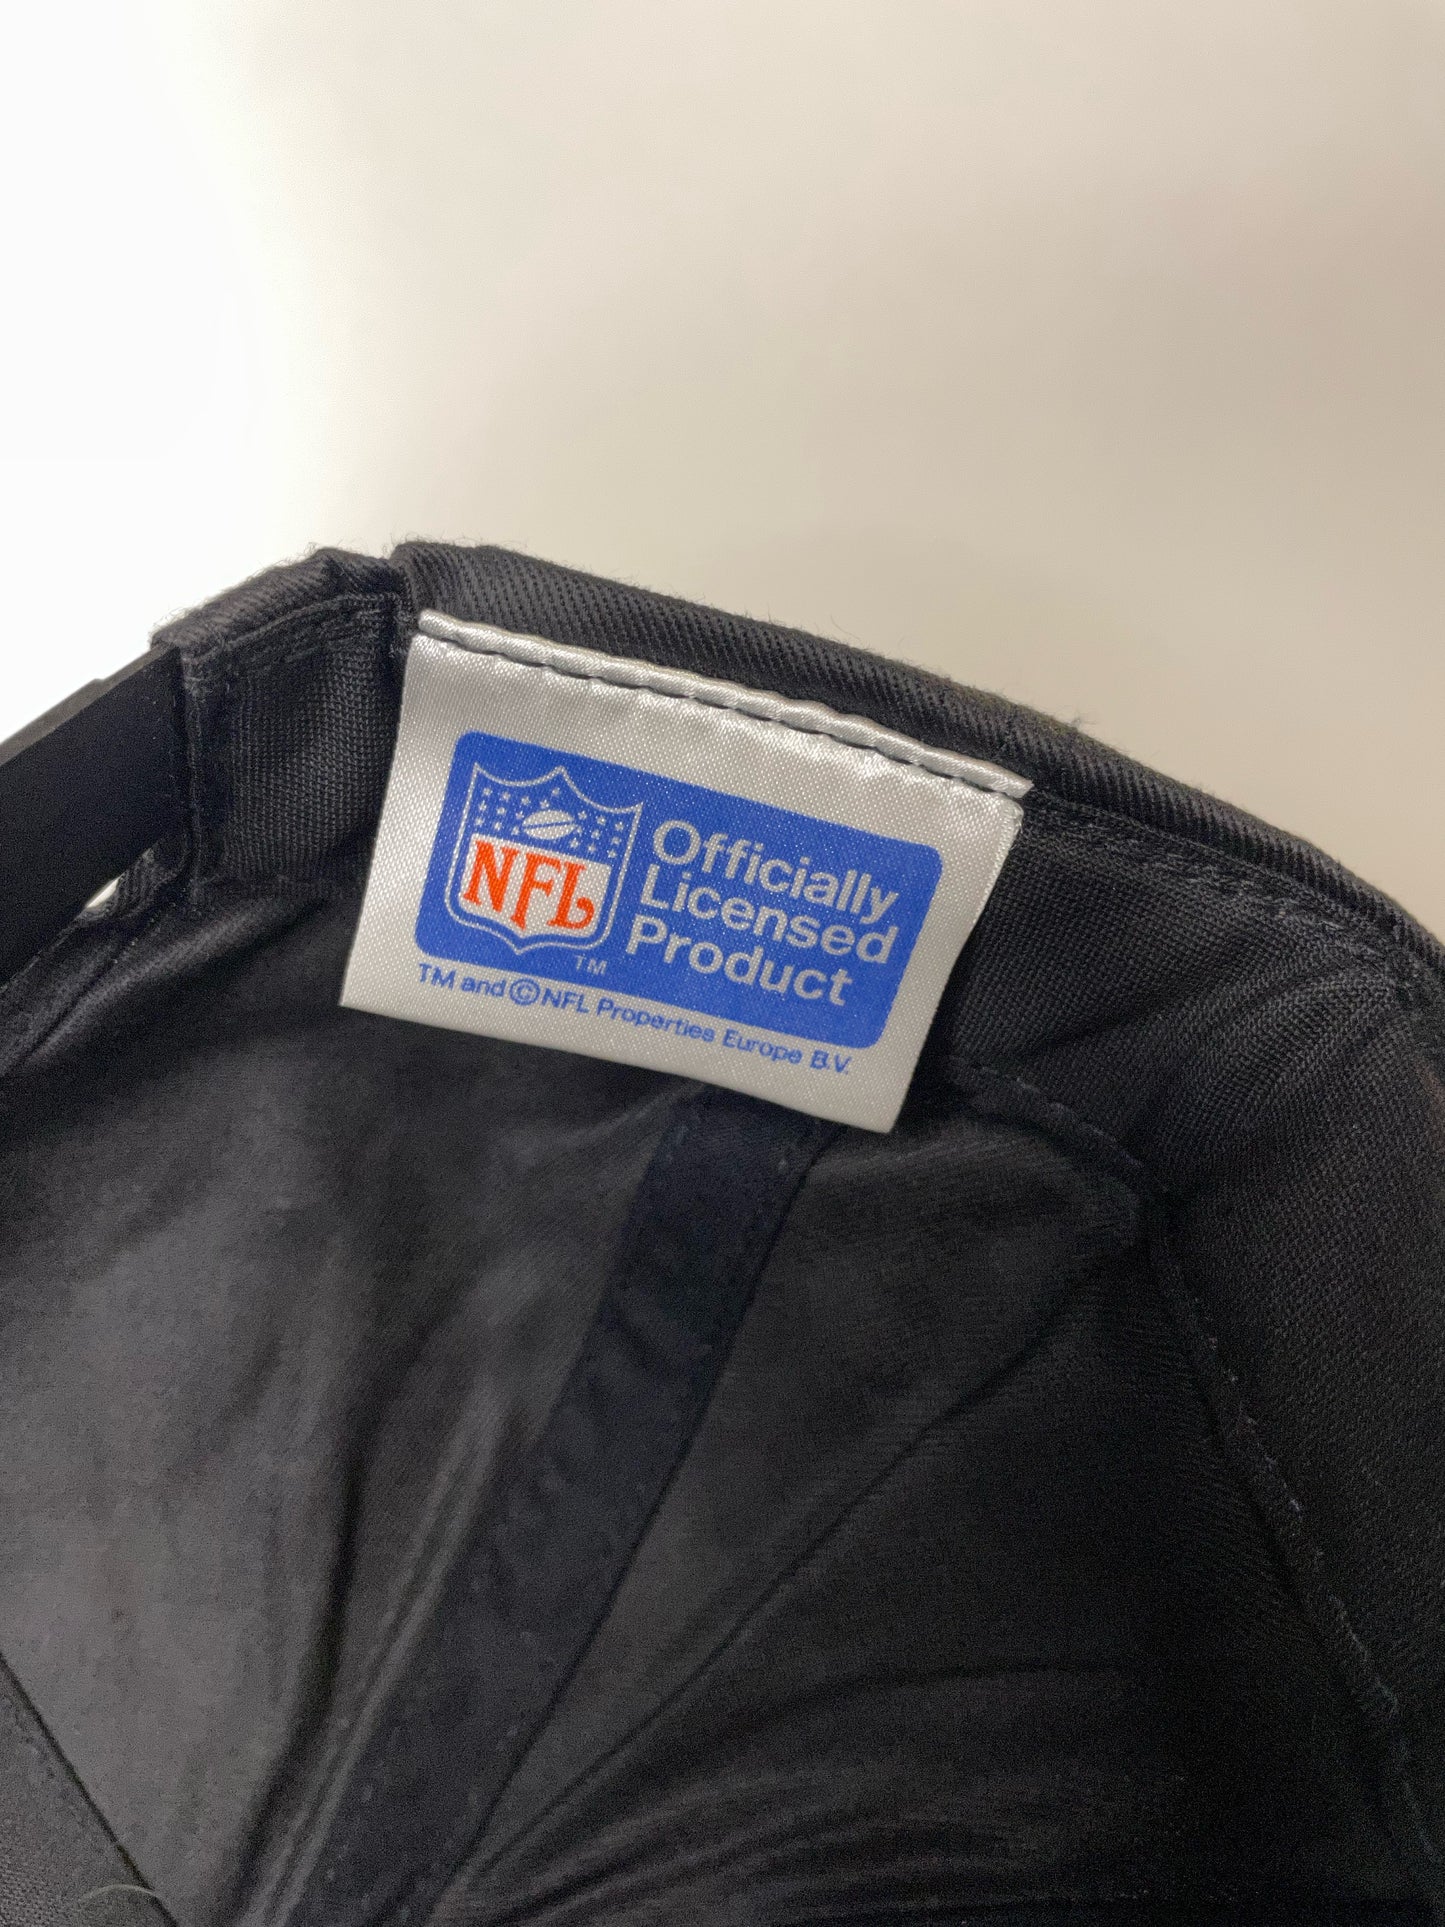 NFL
TM
Officially
Licensed
Product
TM and © NFL Properties Europe B.V.